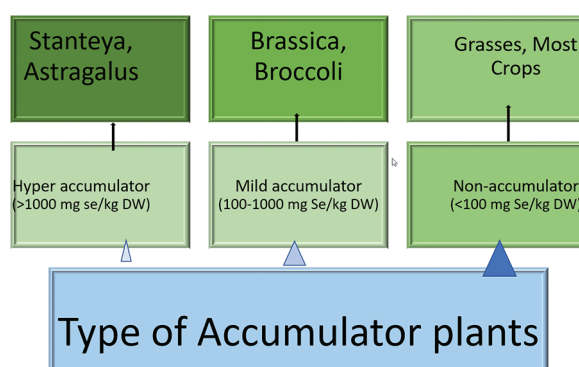 Stanteya,
Astragalus
Brassica,
Broccoli
Grasses, Most
Crops
Hyper accumulator
(>1000 mg se/kg DW)
Mild accumulator
(100-1000 mg Se/kg DW)
Non-accumulator
(<100 mg Se/kg DW)
Type of Accumulator plants